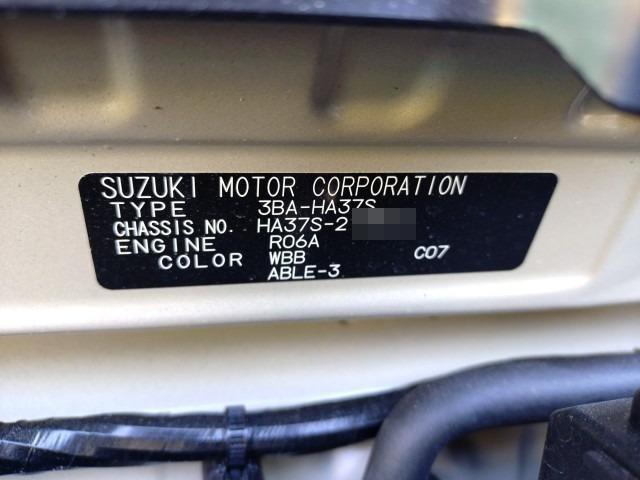 SUZUKI MOTOR CORPORATION
TYPE 3BA-HA37S
CHASSIS NO. HA37S-2
ENGINE R06A
COLOR WBB C07
ABLE-3